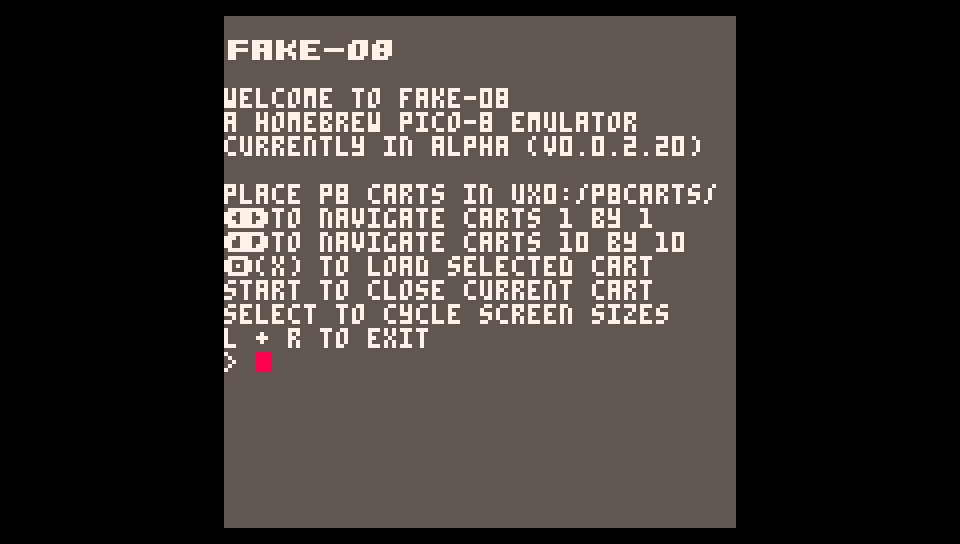 FAKE-08
WELCOME TO FAKE-08
A HOMEBREW PICO-8 EMULATOR
CURRENTLY IN ALPHA (V0.0.2.20)
PLACE P8 CARTS IN UX0:/P8CARTS/
⬅️➡️TO NAVIGATE CARTS 1 BY 1
⬅️➡️TO NAVIGATE CARTS 10 BY 10
(X) TO LOAD SELECTED CART
START TO CLOSE CURRENT CART
SELECT TO CYCLE SCREEN SIZES
L + R TO EXIT
>